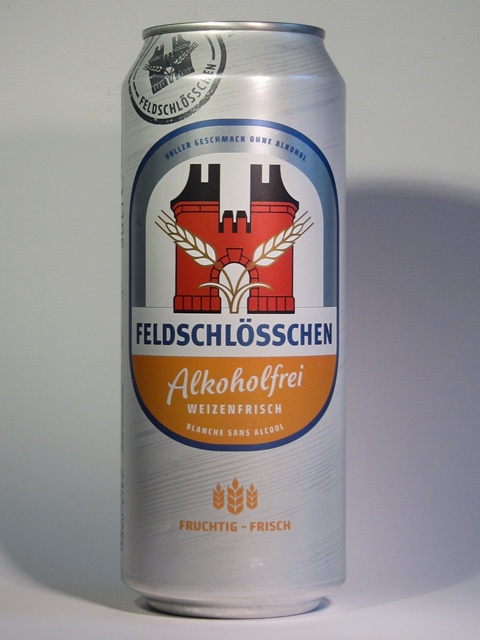 FELDSCHLÖSSCHEN
VOLLER GESCHMACK OHNE ALKOHOL
FELDSCHLÖSSCHEN
Alkoholfrei
WEIZENFRISCH
BLANCHE SANS ALCOOL
FRUCHTIG – FRISCH